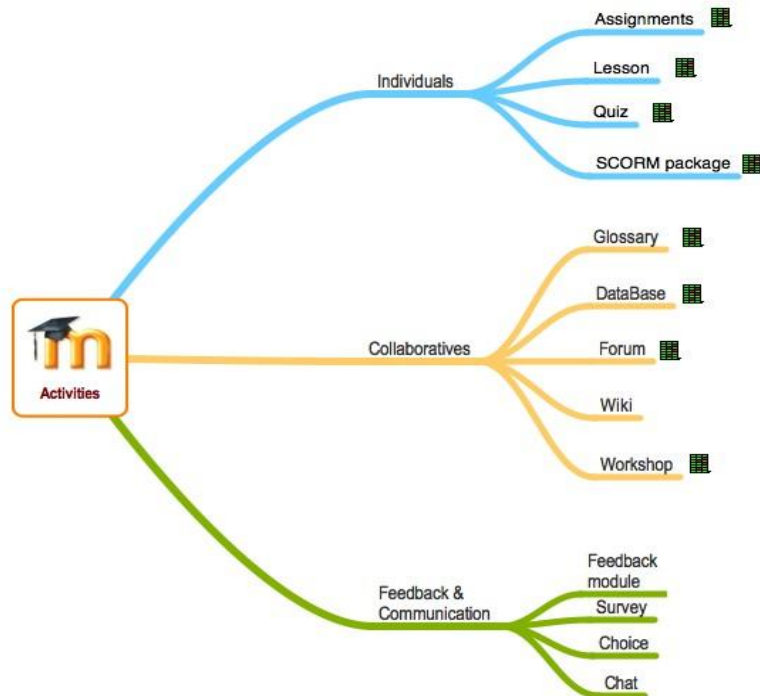 Assignments
Individuals
Lesson
Quiz
SCORM package
Glossary
DataBase
Collaboratives
Forum
Wiki
Workshop
m
Activities
Feedback &
Communication
Feedback
module
Survey
Choice
Chat